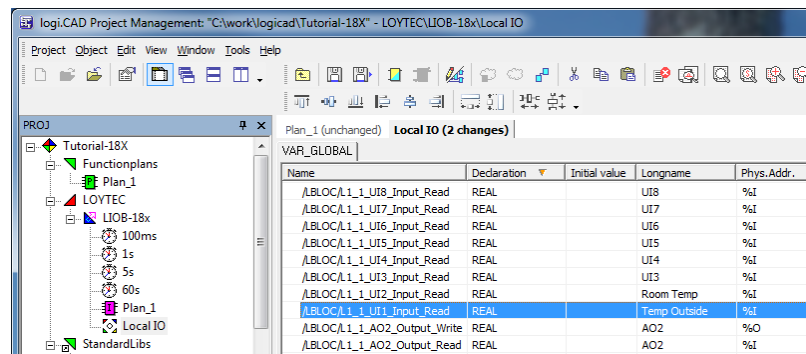 logi.CAD Project Management: "C:\work\logicad\Tutorial-18X" - LOYTEC\LIOB-18x\Local IO
Project Object Edit View Window Tools Help
PROJ
Tutorial-18X
Functionplans
Plan_1
LOYTEC
LIOB-18x
100ms
1s
5s
60s
Plan_1
Local IO
StandardLibs
Plan_1 (unchanged) Local IO (2 changes)
VAR_GLOBAL
Name Declaration Initial value Longname Phys.Addr.
/LBLOC/L1_1_UI8_Input_Read REAL UI8 %I
/LBLOC/L1_1_UI7_Input_Read REAL UI7 %I
/LBLOC/L1_1_UI6_Input_Read REAL UI6 %I
/LBLOC/L1_1_UI5_Input_Read REAL UI5 %I
/LBLOC/L1_1_UI4_Input_Read REAL UI4 %I
/LBLOC/L1_1_UI3_Input_Read REAL UI3 %I
/LBLOC/L1_1_UI2_Input_Read REAL Room Temp %I
/LBLOC/L1_1_UI1_Input_Read REAL Temp Outside %I
/LBLOC/L1_1_AO2_Output_Write REAL AO2 %O
/LBLOC/L1_1_AO2_Output_Read REAL AO2 %I